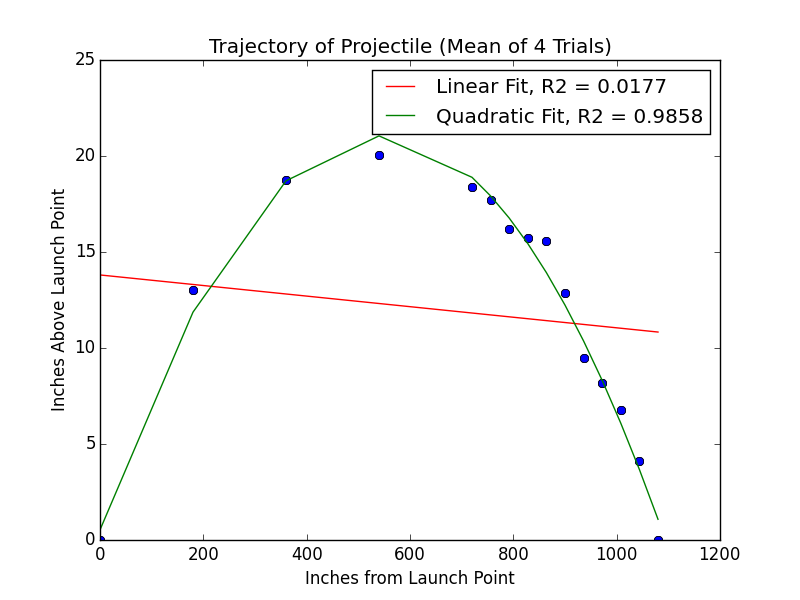 Trajectory of Projectile (Mean of 4 Trials)
Linear Fit, R2 = 0.0177
Quadratic Fit, R2 = 0.9858
Inches Above Launch Point
25
20
15
10
5
0
0 200 400 600 800 1000 1200
Inches from Launch Point